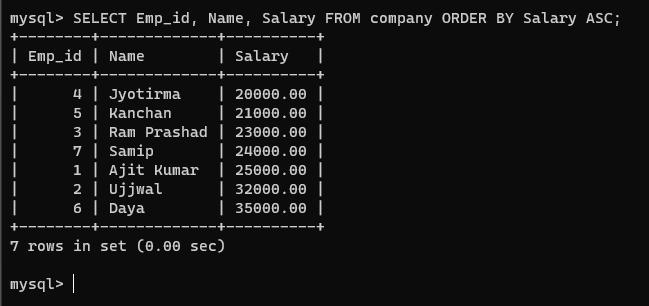 mysql> SELECT Emp_id, Name, Salary FROM company ORDER BY Salary ASC;
+--------+-------------+----------+
| Emp_id | Name        | Salary   |
+--------+-------------+----------+
|      4 | Jyotirma    | 20000.00 |
|      5 | Kanchan     | 21000.00 |
|      3 | Ram Prashad | 23000.00 |
|      7 | Samip       | 24000.00 |
|      1 | Ajit Kumar  | 25000.00 |
|      2 | Ujjwal      | 32000.00 |
|      6 | Daya        | 35000.00 |
+--------+-------------+----------+
7 rows in set (0.00 sec)
mysql>